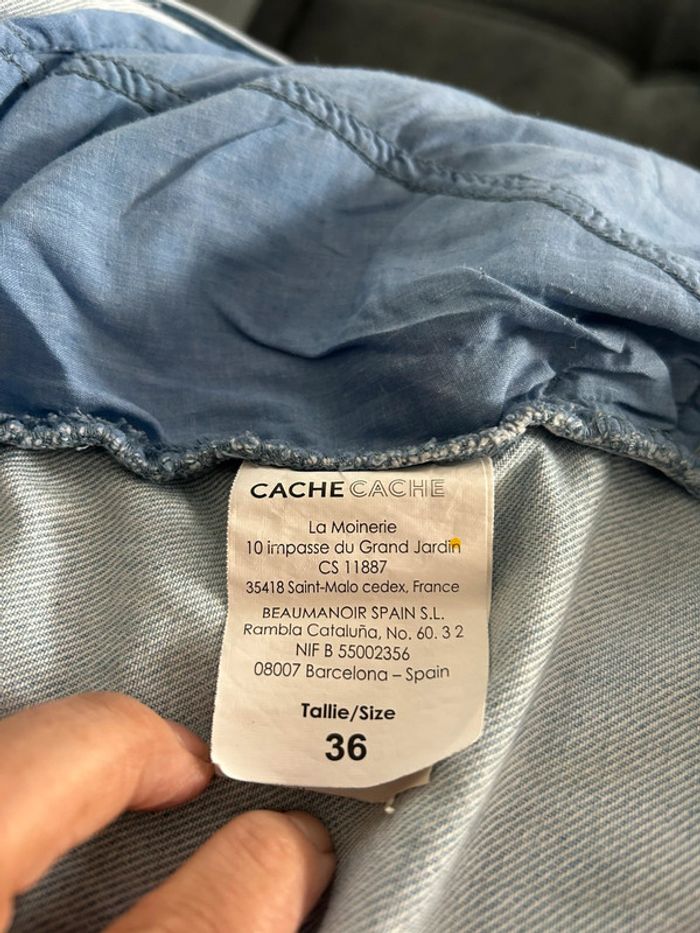 CACHE CACHE
La Moinerie
10 impasse du Grand Jardin
CS 11887
35418 Saint-Malo cedex, France
BEAUMANOIR SPAIN S.L.
Rambla Cataluña, No. 60. 3 2
NIF B 55002356
08007 Barcelona – Spain
Tallie/Size
36